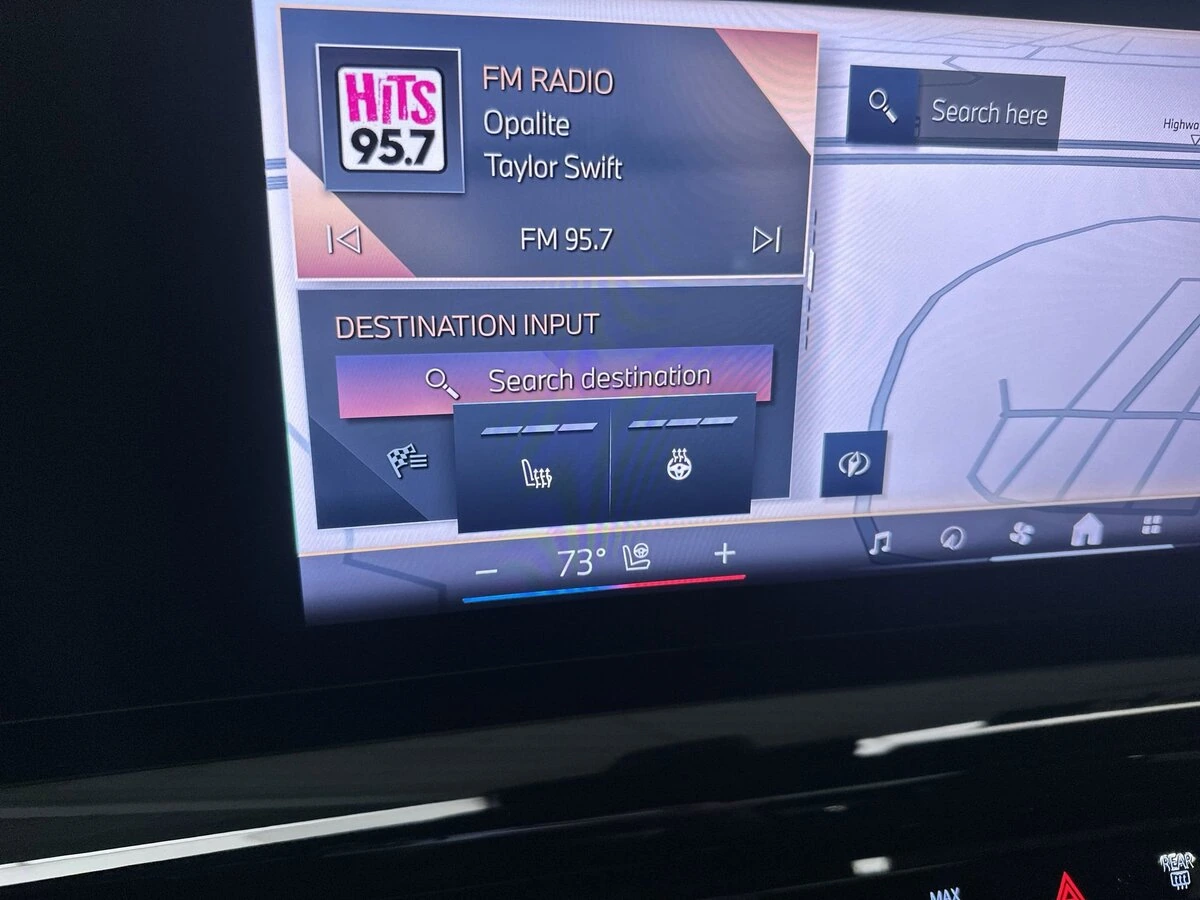 HiTS
95.7
FM RADIO
Opalite
Taylor Swift
FM 95.7
Search here
DESTINATION INPUT
Search destination
− 73° +
MAX
REAR